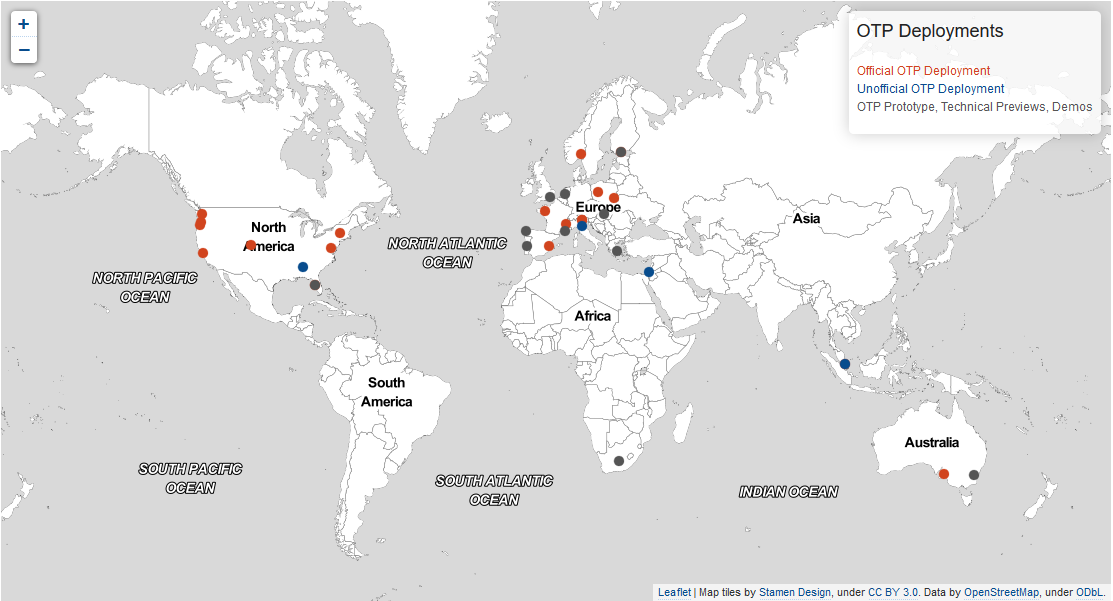 +
−
OTP Deployments
Official OTP Deployment
Unofficial OTP Deployment
OTP Prototype, Technical Previews, Demos
North
America
NORTH ATLANTIC
OCEAN
Europe
Asia
NORTH PACIFIC
OCEAN
Africa
South
America
Australia
SOUTH PACIFIC
OCEAN
SOUTH ATLANTIC
OCEAN
INDIAN OCEAN
Leaflet | Map tiles by Stamen Design, under CC BY 3.0. Data by OpenStreetMap, under ODbL.